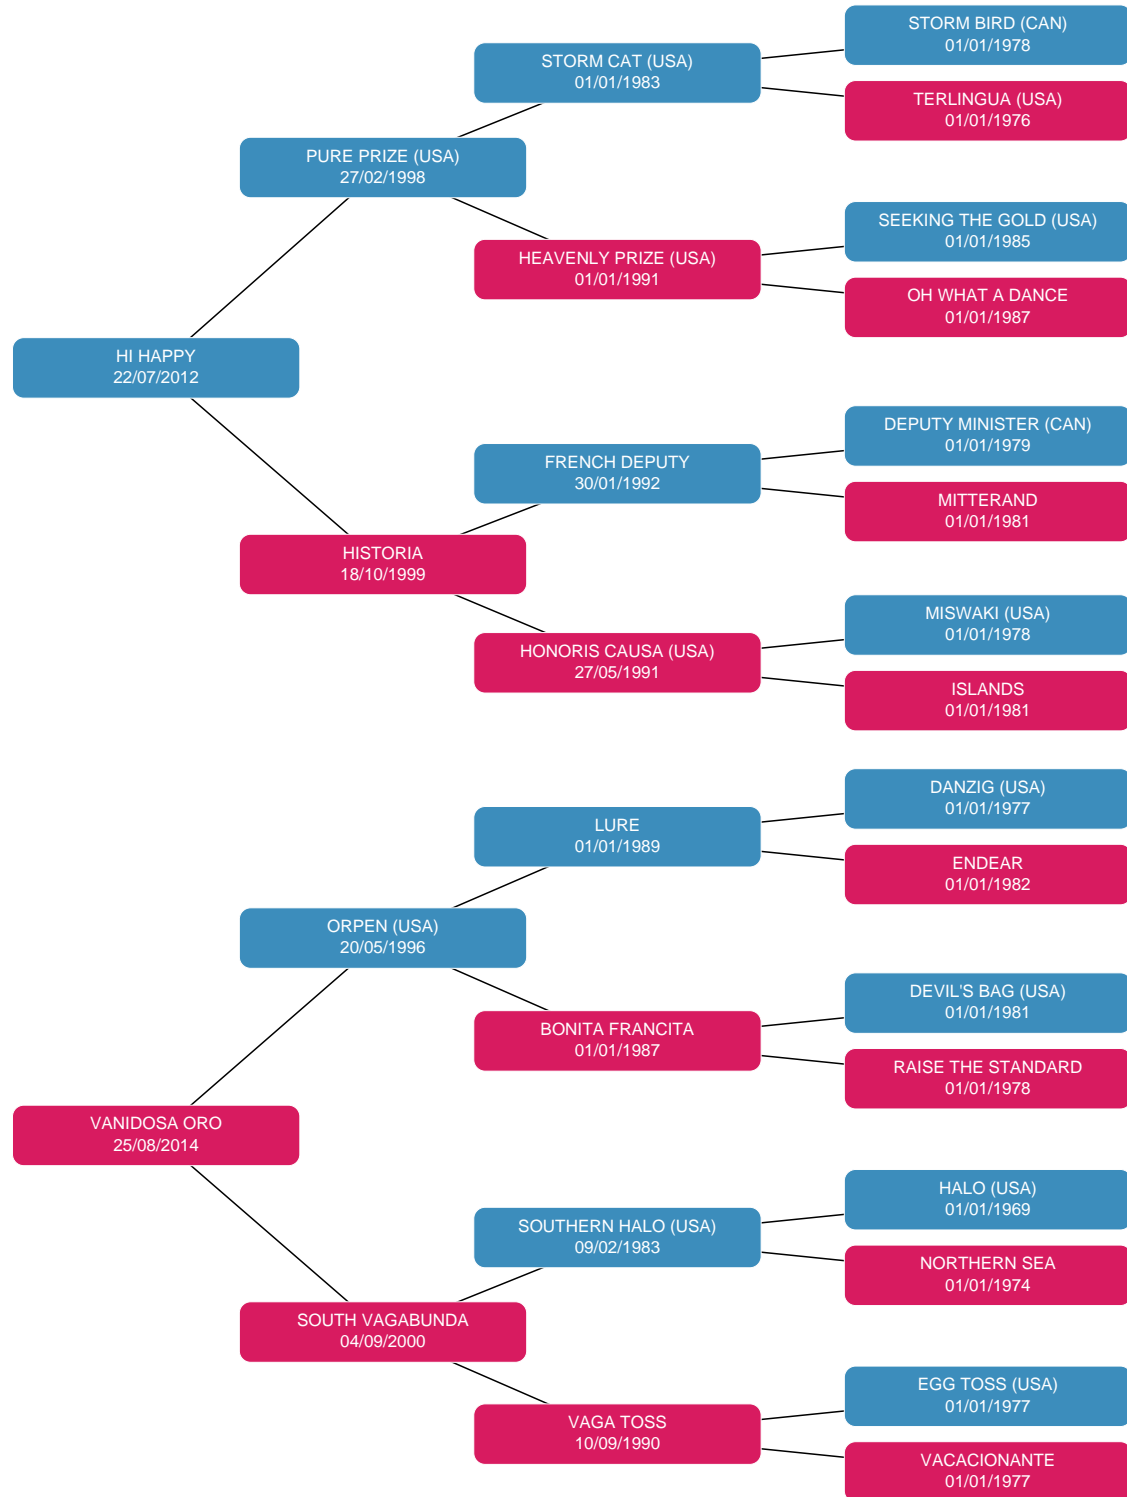 STORM BIRD (CAN)
01/01/1978
STORM CAT (USA)
01/01/1983
TERLINGUA (USA)
01/01/1976
PURE PRIZE (USA)
27/02/1998
SEEKING THE GOLD (USA)
01/01/1985
HEAVENLY PRIZE (USA)
01/01/1991
OH WHAT A DANCE
01/01/1987
HI HAPPY
22/07/2012
DEPUTY MINISTER (CAN)
01/01/1979
FRENCH DEPUTY
30/01/1992
MITTERAND
01/01/1981
HISTORIA
18/10/1999
MISWAKI (USA)
01/01/1978
HONORIS CAUSA (USA)
27/05/1991
ISLANDS
01/01/1981
DANZIG (USA)
01/01/1977
LURE
01/01/1989
ENDEAR
01/01/1982
ORPEN (USA)
20/05/1996
DEVIL'S BAG (USA)
01/01/1981
BONITA FRANCITA
01/01/1987
RAISE THE STANDARD
01/01/1978
VANIDOSA ORO
25/08/2014
HALO (USA)
01/01/1969
SOUTHERN HALO (USA)
09/02/1983
NORTHERN SEA
01/01/1974
SOUTH VAGABUNDA
04/09/2000
EGG TOSS (USA)
01/01/1977
VAGA TOSS
10/09/1990
VACACIONANTE
01/01/1977